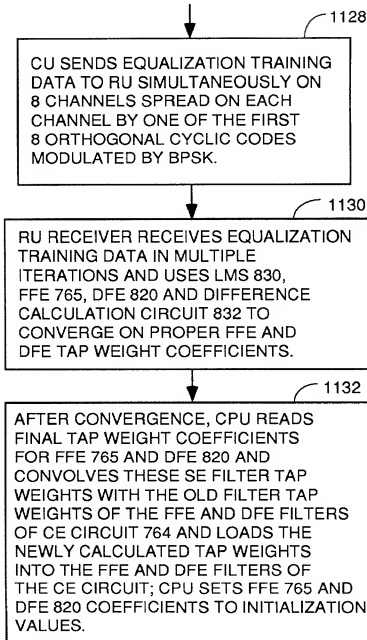 1128
CU SENDS EQUALIZATION TRAINING
DATA TO RU SIMULTANEOUSLY ON
8 CHANNELS SPREAD ON EACH
CHANNEL BY ONE OF THE FIRST
8 ORTHOGONAL CYCLIC CODES
MODULATED BY BPSK.
1130
RU RECEIVER RECEIVES EQUALIZATION
TRAINING DATA IN MULTIPLE
ITERATIONS AND USES LMS 830,
FFE 765, DFE 820 AND DIFFERENCE
CALCULATION CIRCUIT 832 TO
CONVERGE ON PROPER FFE AND
DFE TAP WEIGHT COEFFICIENTS.
1132
AFTER CONVERGENCE, CPU READS
FINAL TAP WEIGHT COEFFICIENTS
FOR FFE 765 AND DFE 820 AND
CONVOLVES THESE SE FILTER TAP
WEIGHTS WITH THE OLD FILTER TAP
WEIGHTS OF THE FFE AND DFE FILTERS
OF CE CIRCUIT 764 AND LOADS THE
NEWLY CALCULATED TAP WEIGHTS
INTO THE FFE AND DFE FILTERS OF
THE CE CIRCUIT; CPU SETS FFE 765 AND
DFE 820 COEFFICIENTS TO INITIALIZATION
VALUES.